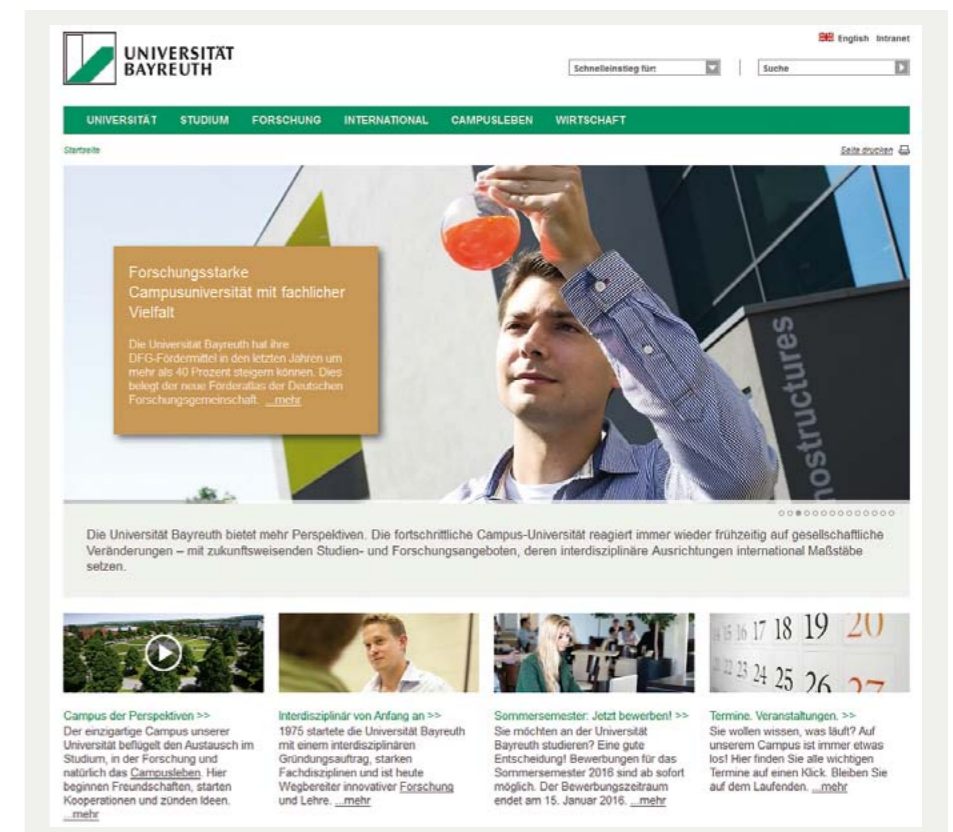 UNIVERSITÄT
BAYREUTH
English Intranet
Schnelleinstieg für:
Suche
UNIVERSITÄT STUDIUM FORSCHUNG INTERNATIONAL CAMPUSLEBEN WIRTSCHAFT
Startseite
Seite drucken
Forschungsstarke
Campusuniversität mit fachlicher
Vielfalt
Die Universität Bayreuth hat ihre
DFG-Fördermittel in den letzten Jahren um
mehr als 40 Prozent steigern können. Dies
belegt der neue Förderatlas der Deutschen
Forschungsgemeinschaft. ...mehr
nostructures
Die Universität Bayreuth bietet mehr Perspektiven. Die fortschrittliche Campus-Universität reagiert immer wieder frühzeitig auf gesellschaftliche
Veränderungen – mit zukunftsweisenden Studien- und Forschungsangeboten, deren interdisziplinäre Ausrichtungen international Maßstäbe
setzen.
15 16 17 18 19 20
22 23 24 25 26 27
Campus der Perspektiven >>
Der einzigartige Campus unserer
Universität beflügelt den Austausch im
Studium, in der Forschung und
natürlich das Campusleben. Hier
beginnen Freundschaften, starten
Kooperationen und zünden Ideen.
...mehr
Interdisziplinär von Anfang an >>
1975 startete die Universität Bayreuth
mit einem interdisziplinären
Gründungsauftrag, starken
Fachdisziplinen und ist heute
Wegbereiter innovativer Forschung
und Lehre. ...mehr
Sommersemester: Jetzt bewerben! >>
Sie möchten an der Universität
Bayreuth studieren? Eine gute
Entscheidung! Bewerbungen für das
Sommersemester 2016 sind ab sofort
möglich. Der Bewerbungszeitraum
endet am 15. Januar 2016. ...mehr
Termine. Veranstaltungen. >>
Sie wollen wissen, was läuft? Auf
unserem Campus ist immer etwas
los! Hier finden Sie alle wichtigen
Termine auf einen Klick. Bleiben Sie
auf dem Laufenden. ...mehr